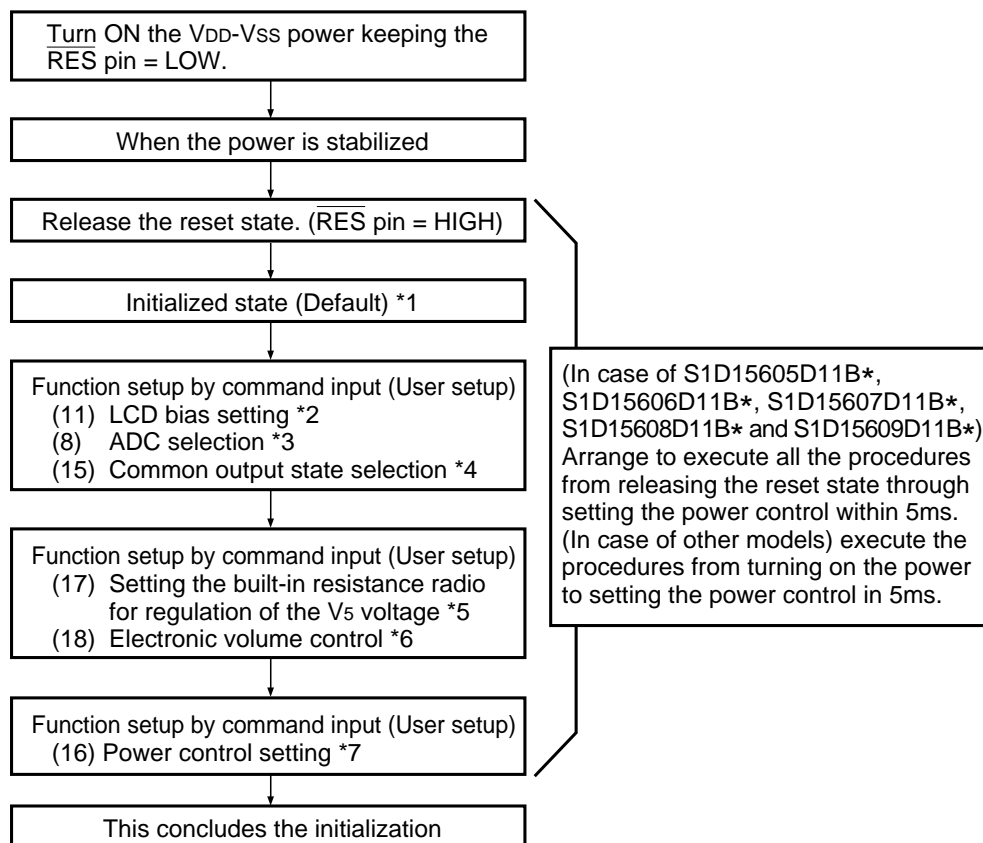 Turn ON the VDD-VSS power keeping the
RES pin = LOW.
When the power is stabilized
Release the reset state. (RES pin = HIGH)
Initialized state (Default) *1
Function setup by command input (User setup)
(11) LCD bias setting *2
(8) ADC selection *3
(15) Common output state selection *4
Function setup by command input (User setup)
(17) Setting the built-in resistance radio
for regulation of the V5 voltage *5
(18) Electronic volume control *6
Function setup by command input (User setup)
(16) Power control setting *7
This concludes the initialization
(In case of S1D15605D11B*,
S1D15606D11B*, S1D15607D11B*,
S1D15608D11B* and S1D15609D11B*)
Arrange to execute all the procedures
from releasing the reset state through
setting the power control within 5ms.
(In case of other models) execute the
procedures from turning on the power
to setting the power control in 5ms.